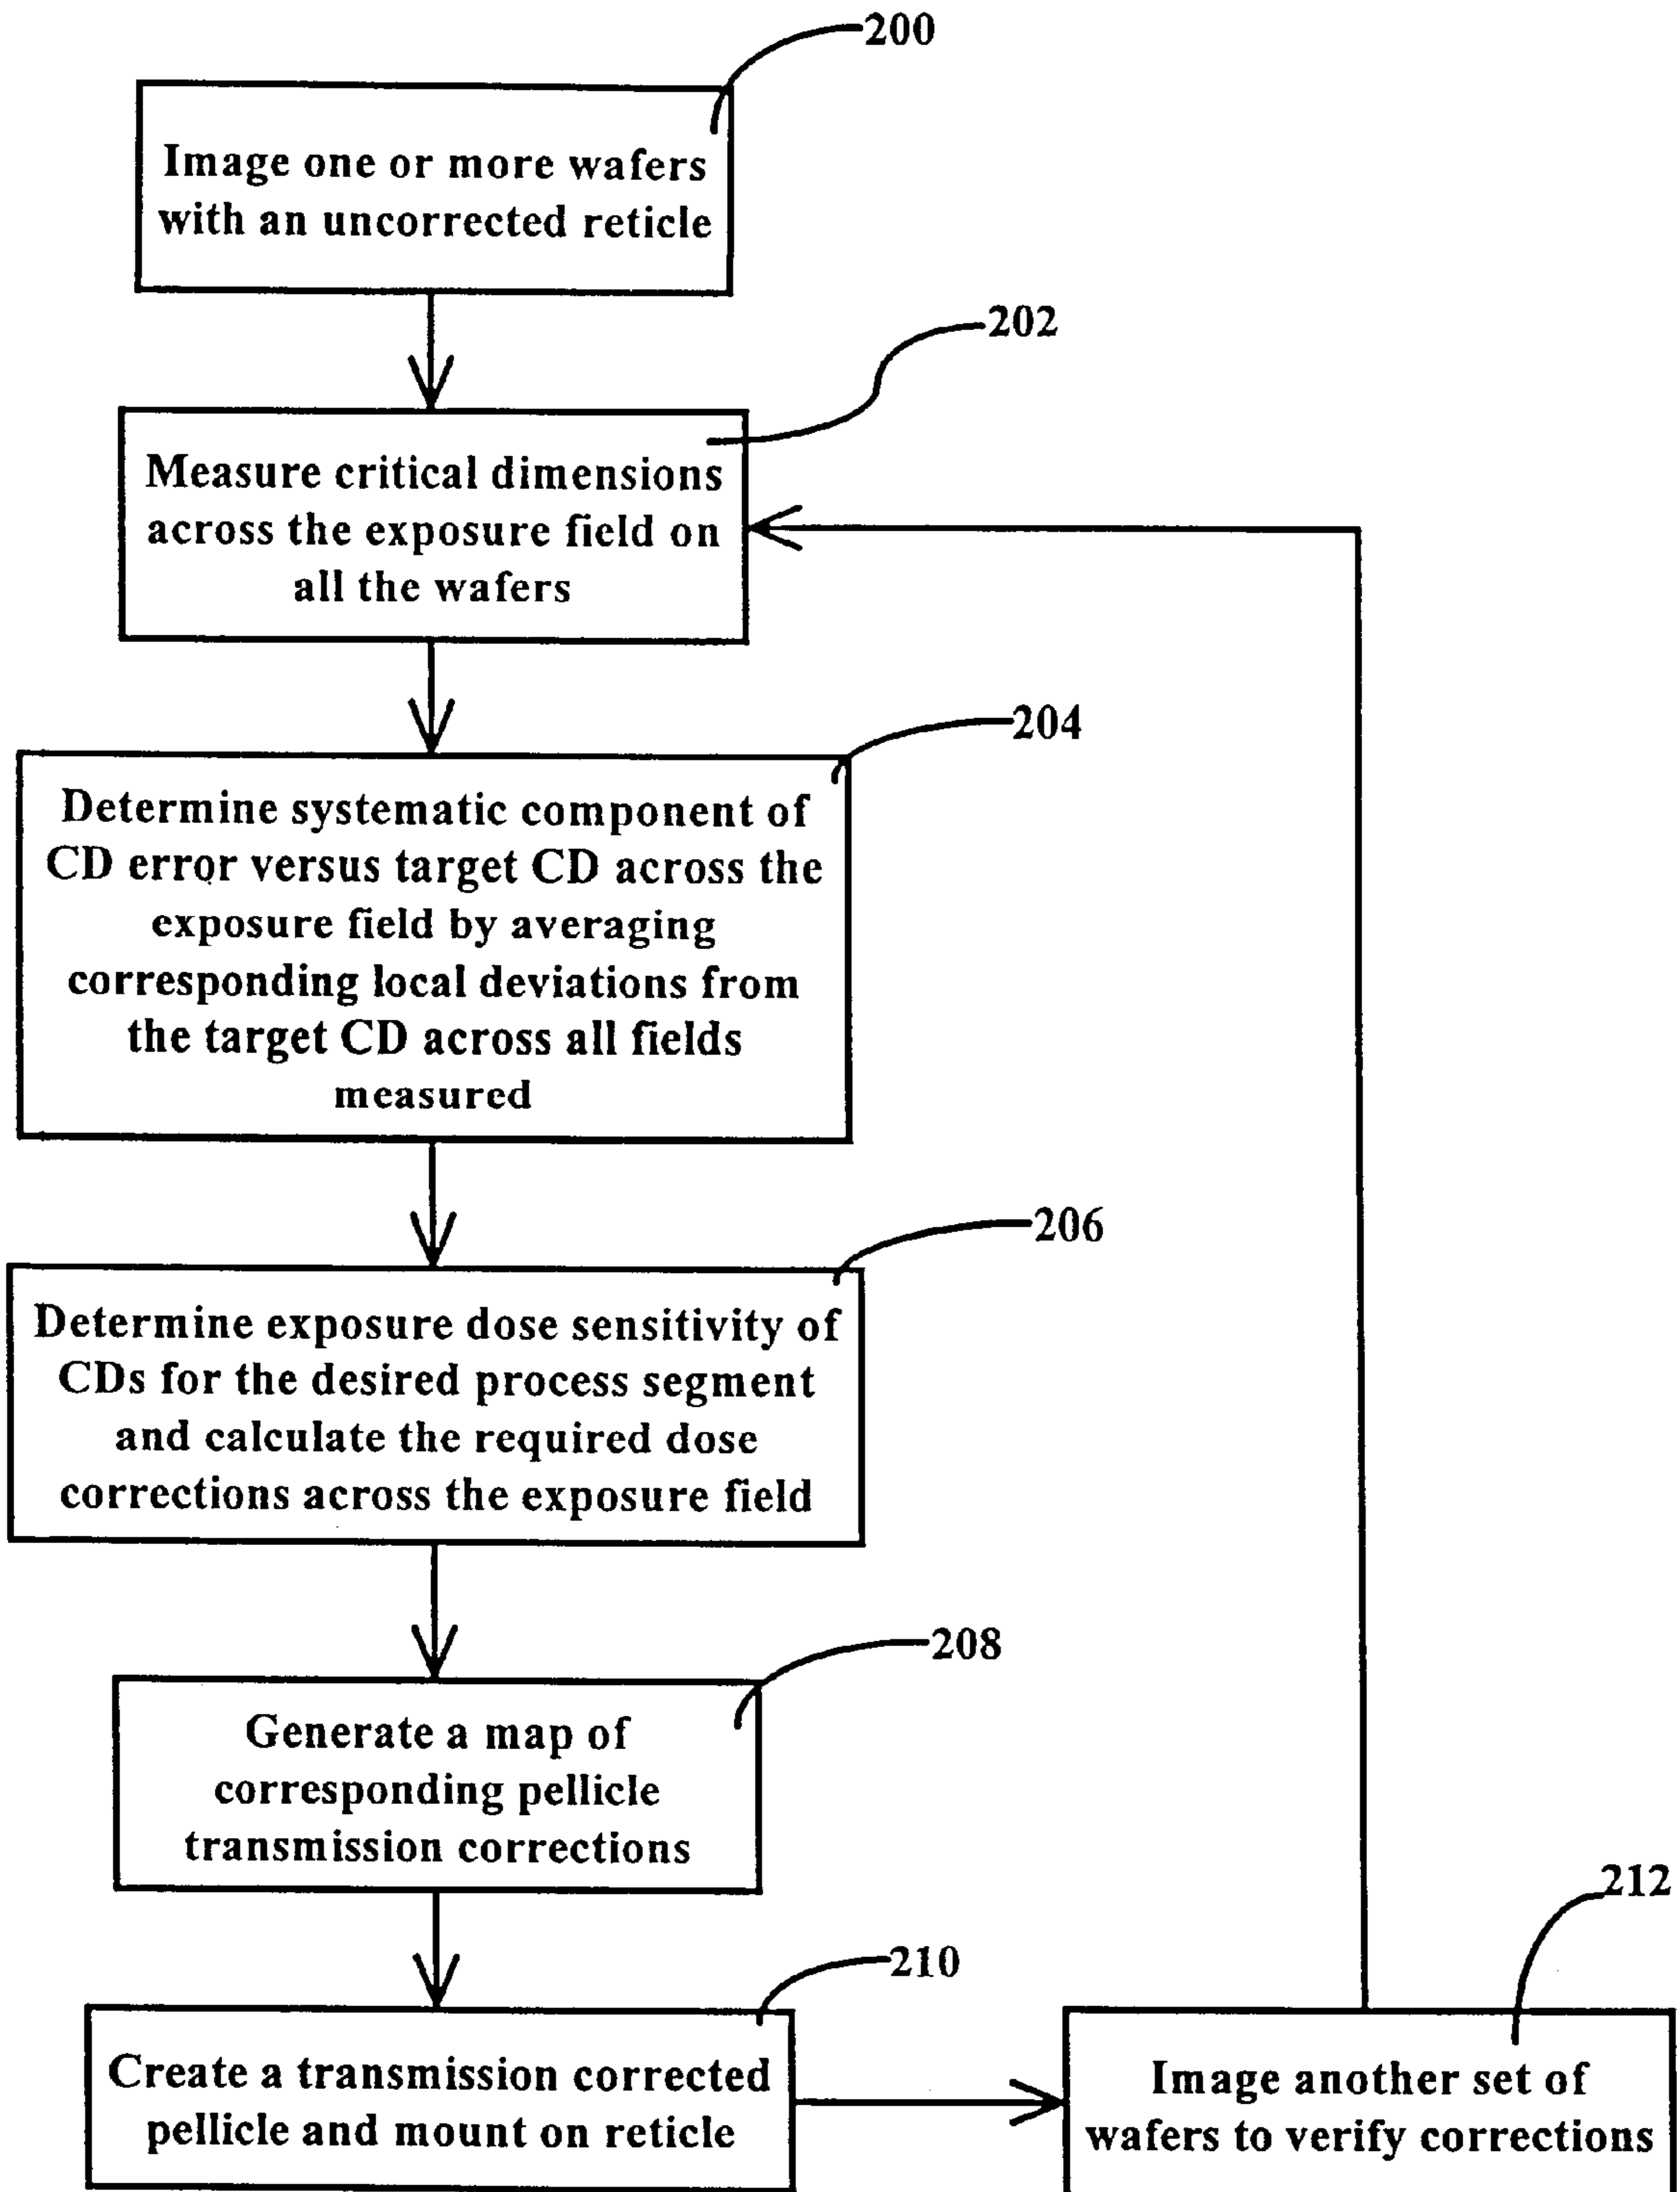 200
Image one or more wafers
with an uncorrected reticle
202
Measure critical dimensions
across the exposure field on
all the wafers
204
Determine systematic component of
CD error versus target CD across the
exposure field by averaging
corresponding local deviations from
the target CD across all fields
measured
206
Determine exposure dose sensitivity of
CDs for the desired process segment
and calculate the required dose
corrections across the exposure field
208
Generate a map of
corresponding pellicle
transmission corrections
210
Create a transmission corrected
pellicle and mount on reticle
212
Image another set of
wafers to verify corrections